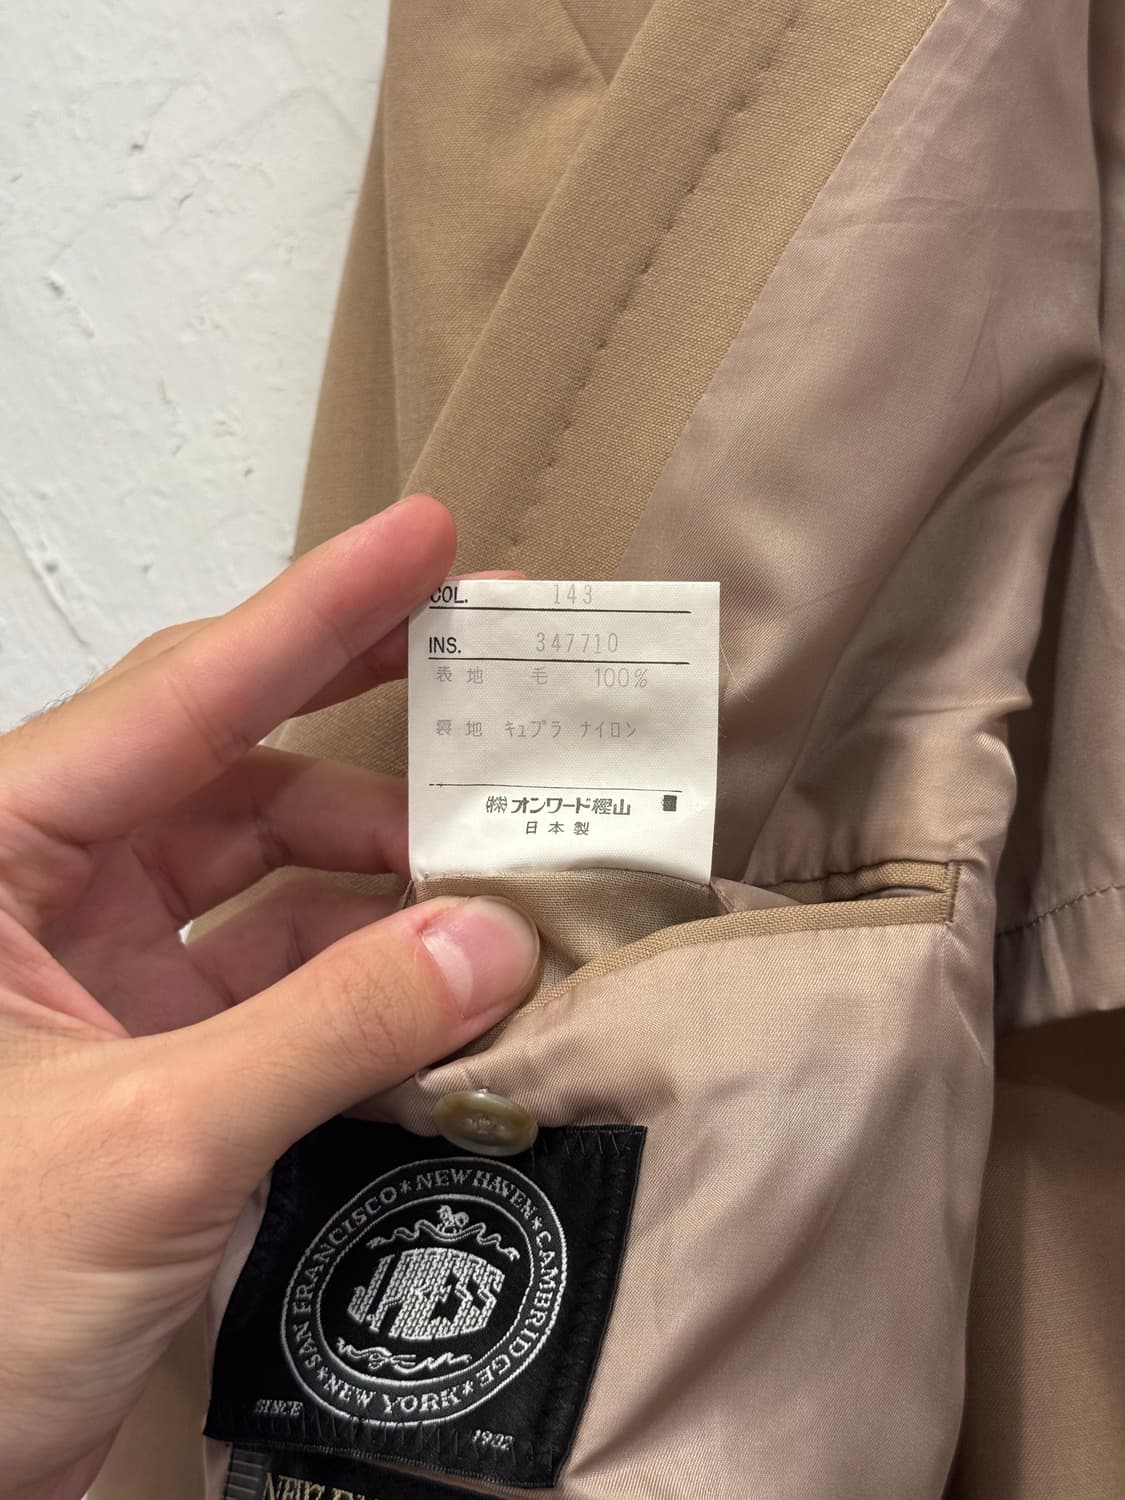 COL. 143
INS. 347710
表地 毛 100%
裏地 キュプラ ナイロン
㈱オンワード樫山
日本製
*SAN FRANCISCO*NEW HAVEN*CAMBRIDGE*NEW YORK
J.PRESS
SINCE 1902